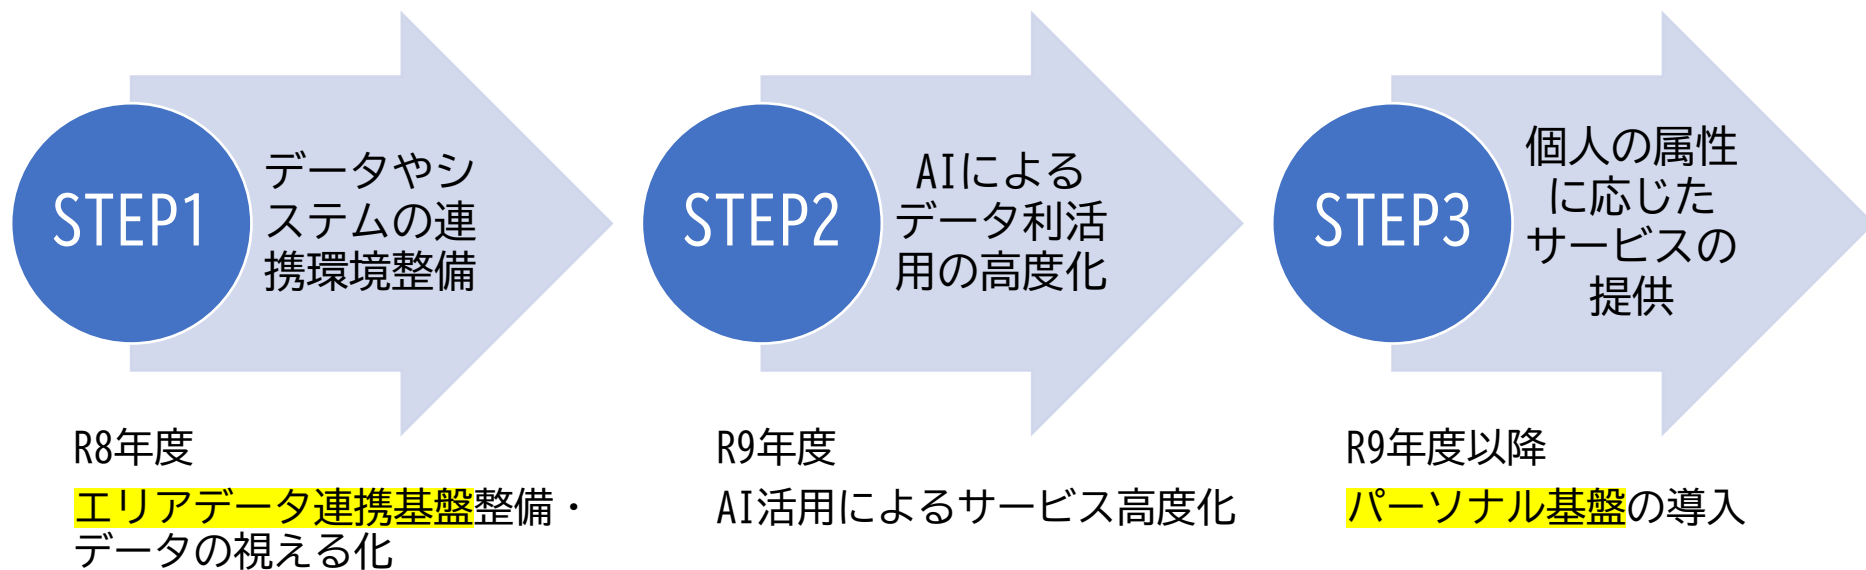 STEP1
データやシ
ステムの連
携環境整備
R8年度
エリアデータ連携基盤整備・
データの視える化
STEP2
AIによる
データ利活
用の高度化
R9年度
AI活用によるサービス高度化
STEP3
個人の属性
に応じた
サービスの
提供
R9年度以降
パーソナル基盤の導入